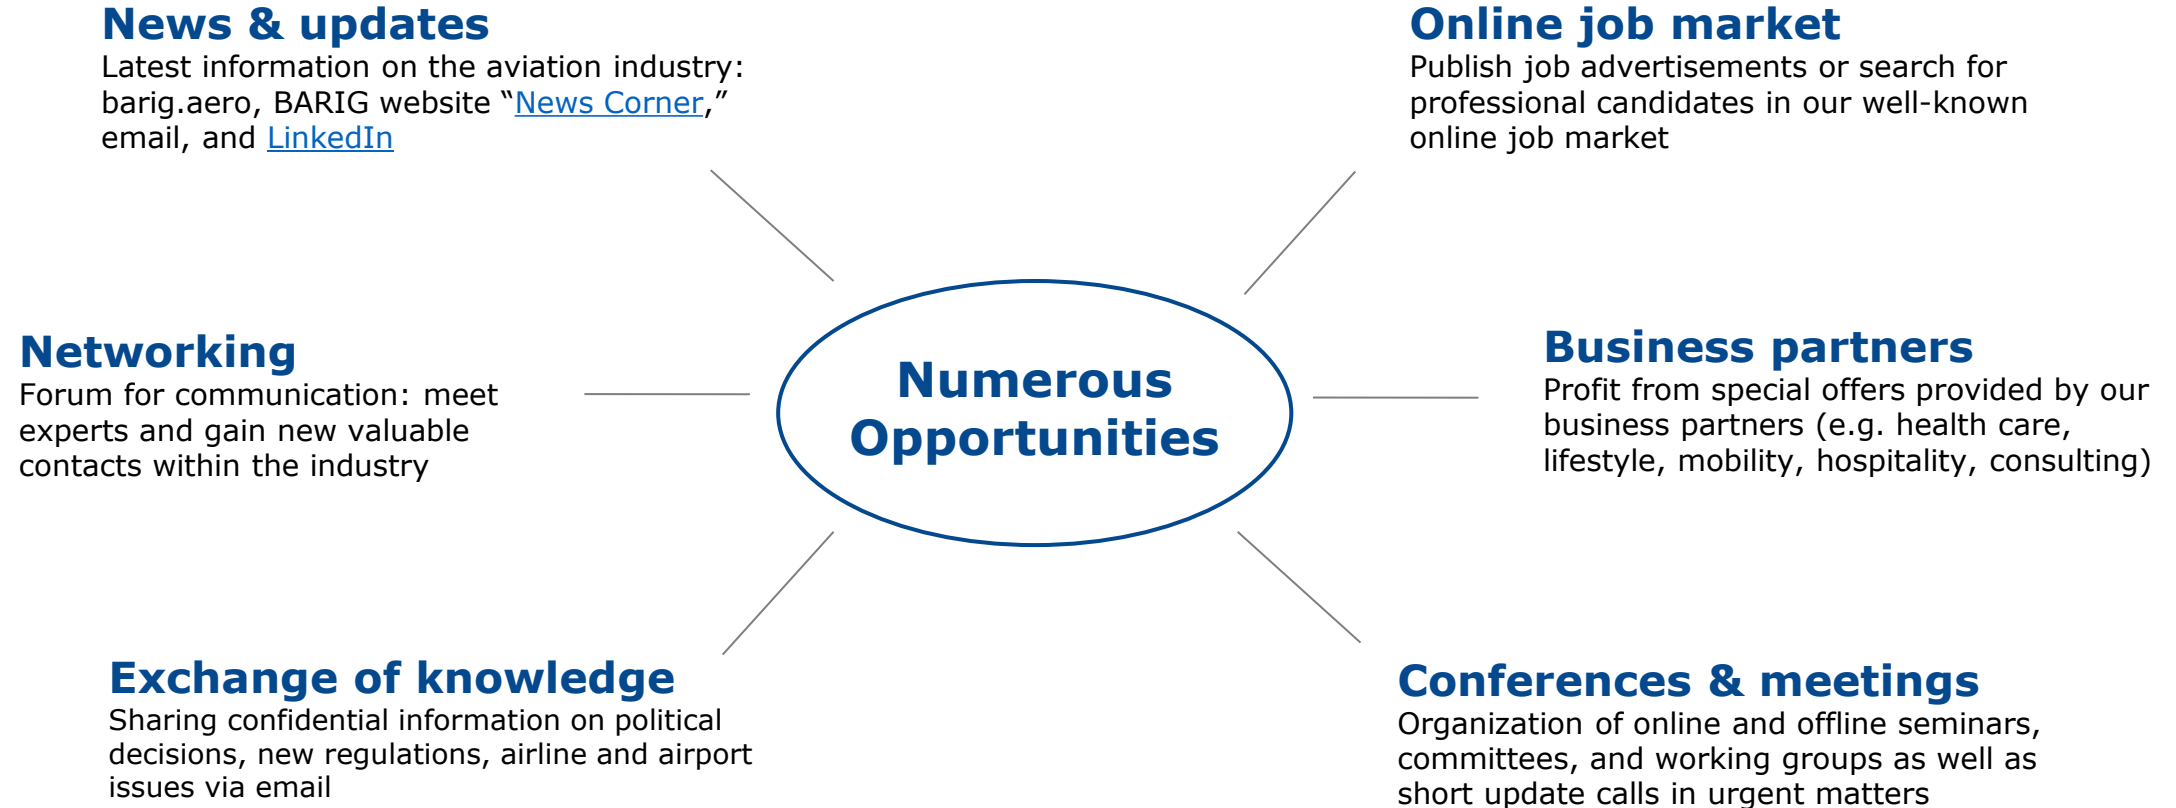 News & updates
Latest information on the aviation industry:
barig.aero, BARIG website “News Corner,”
email, and LinkedIn
Online job market
Publish job advertisements or search for
professional candidates in our well-known
online job market
Networking
Forum for communication: meet
experts and gain new valuable
contacts within the industry
Numerous
Opportunities
Business partners
Profit from special offers provided by our
business partners (e.g. health care,
lifestyle, mobility, hospitality, consulting)
Exchange of knowledge
Sharing confidential information on political
decisions, new regulations, airline and airport
issues via email
Conferences & meetings
Organization of online and offline seminars,
committees, and working groups as well as
short update calls in urgent matters